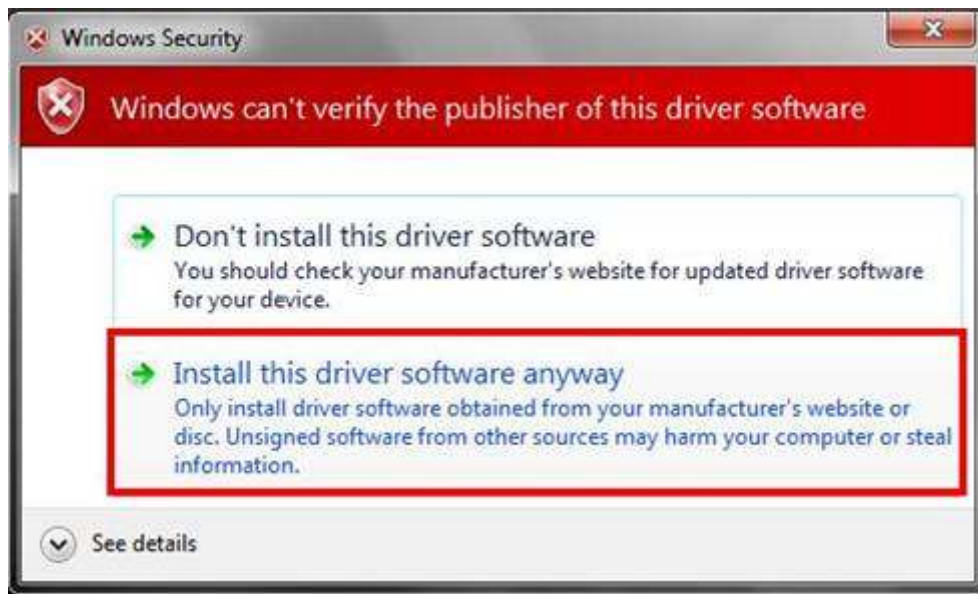 Windows Security
Windows can't verify the publisher of this driver software
Don't install this driver software
You should check your manufacturer's website for updated driver software
for your device.
Install this driver software anyway
Only install driver software obtained from your manufacturer's website or
disc. Unsigned software from other sources may harm your computer or steal
information.
See details